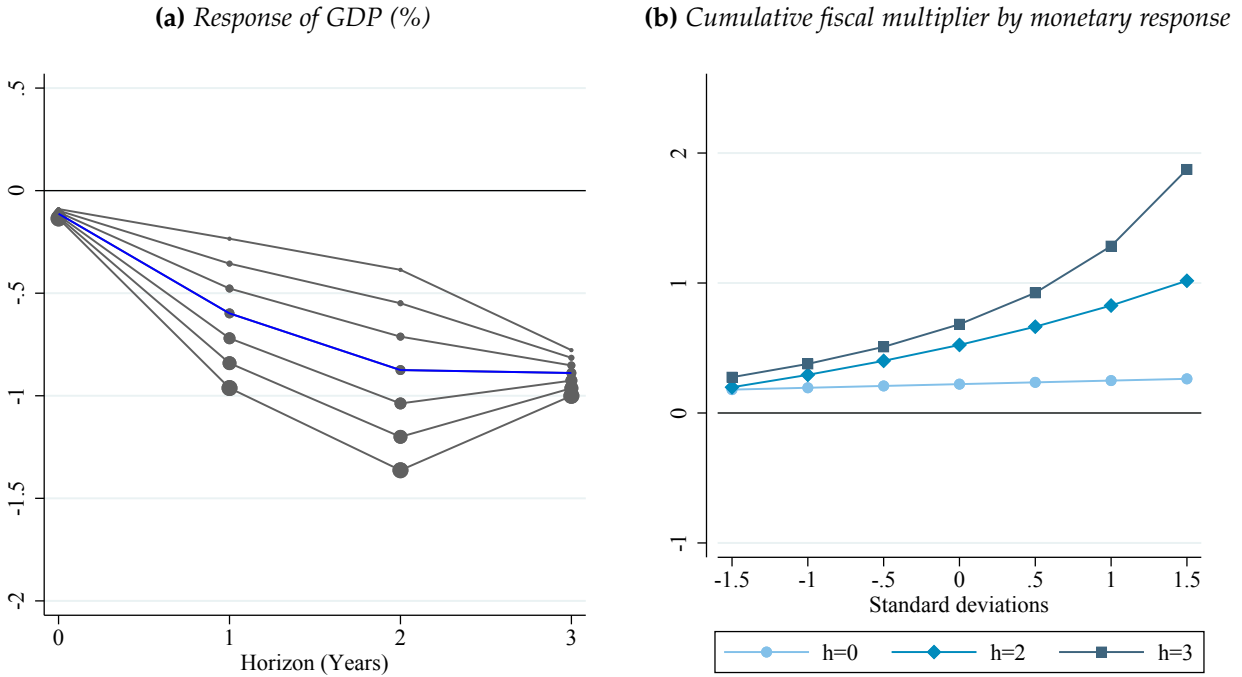 (a) Response of GDP (%)
.5
0
-.5
-1
-1.5
-2
0 1 2 3
Horizon (Years)
(b) Cumulative fiscal multiplier by monetary response
2
1
0
-1
-1.5 -1 -.5 0 .5 1 1.5
Standard deviations
h=0 h=2 h=3